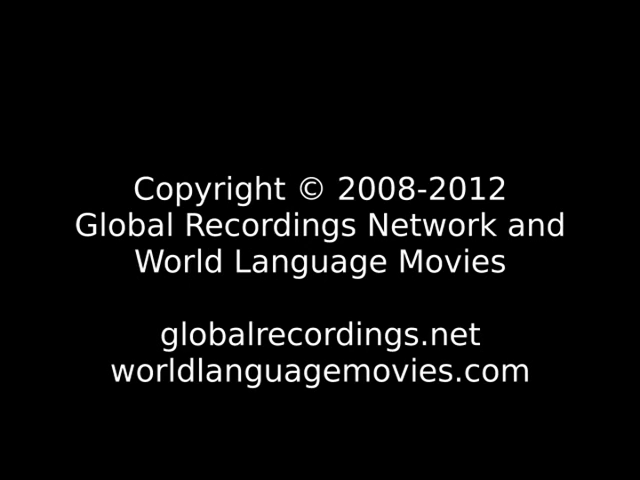 Copyright © 2008-2012
Global Recordings Network and
World Language Movies
globalrecordings.net
worldlanguagemovies.com